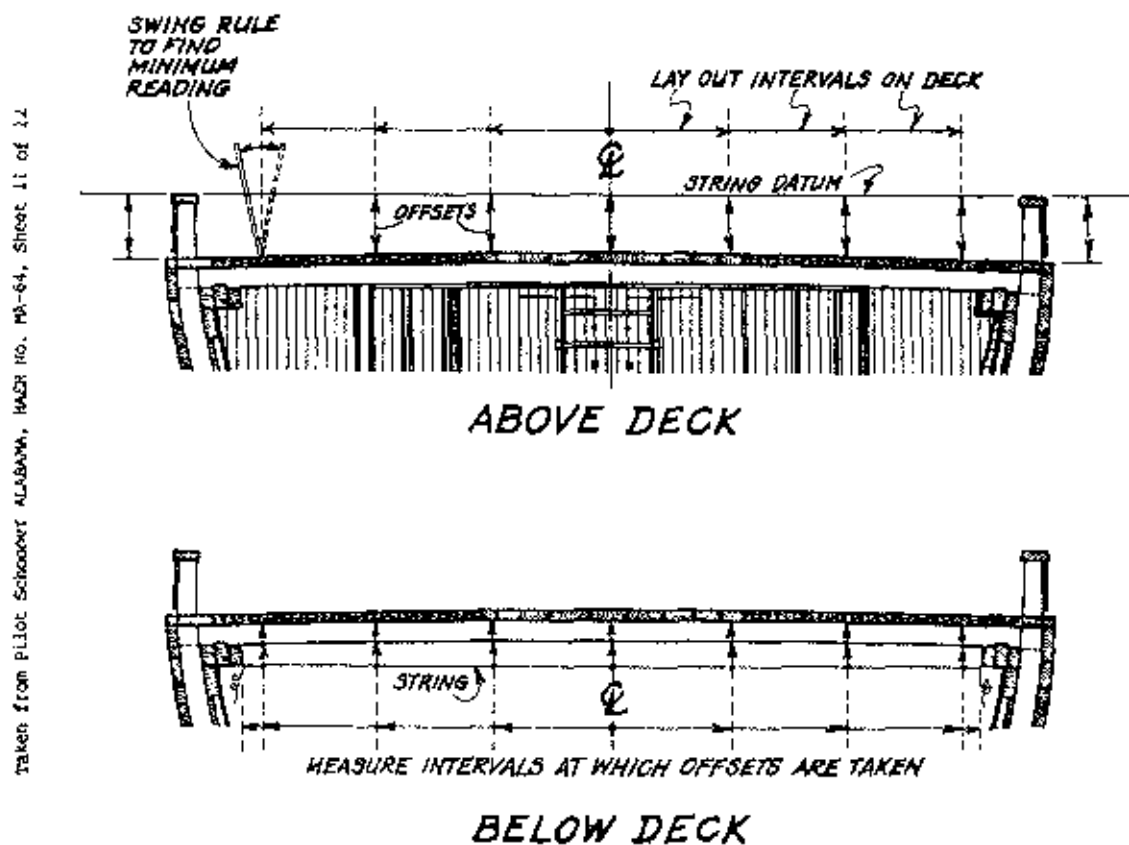 SWING RULE
TO FIND
MINIMUM
READING
LAY OUT INTERVALS ON DECK
℄
STRING DATUM
OFFSETS
ABOVE DECK
STRING
℄
MEASURE INTERVALS AT WHICH OFFSETS ARE TAKEN
BELOW DECK
Taken from Pilot Schooner ALABAMA, HAER No. MA-64, Sheet 11 of 12